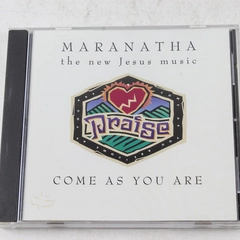 MARANATHA
the new Jesus music
Praise
COME AS YOU ARE